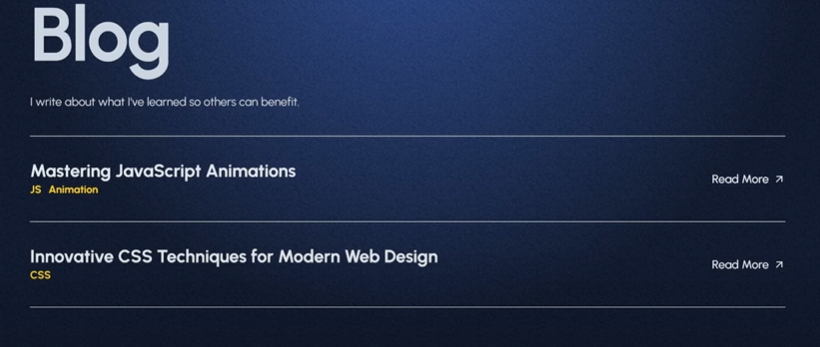 Blog
I write about what I've learned so others can benefit.
Mastering JavaScript Animations
JS Animation
Read More
Innovative CSS Techniques for Modern Web Design
CSS
Read More